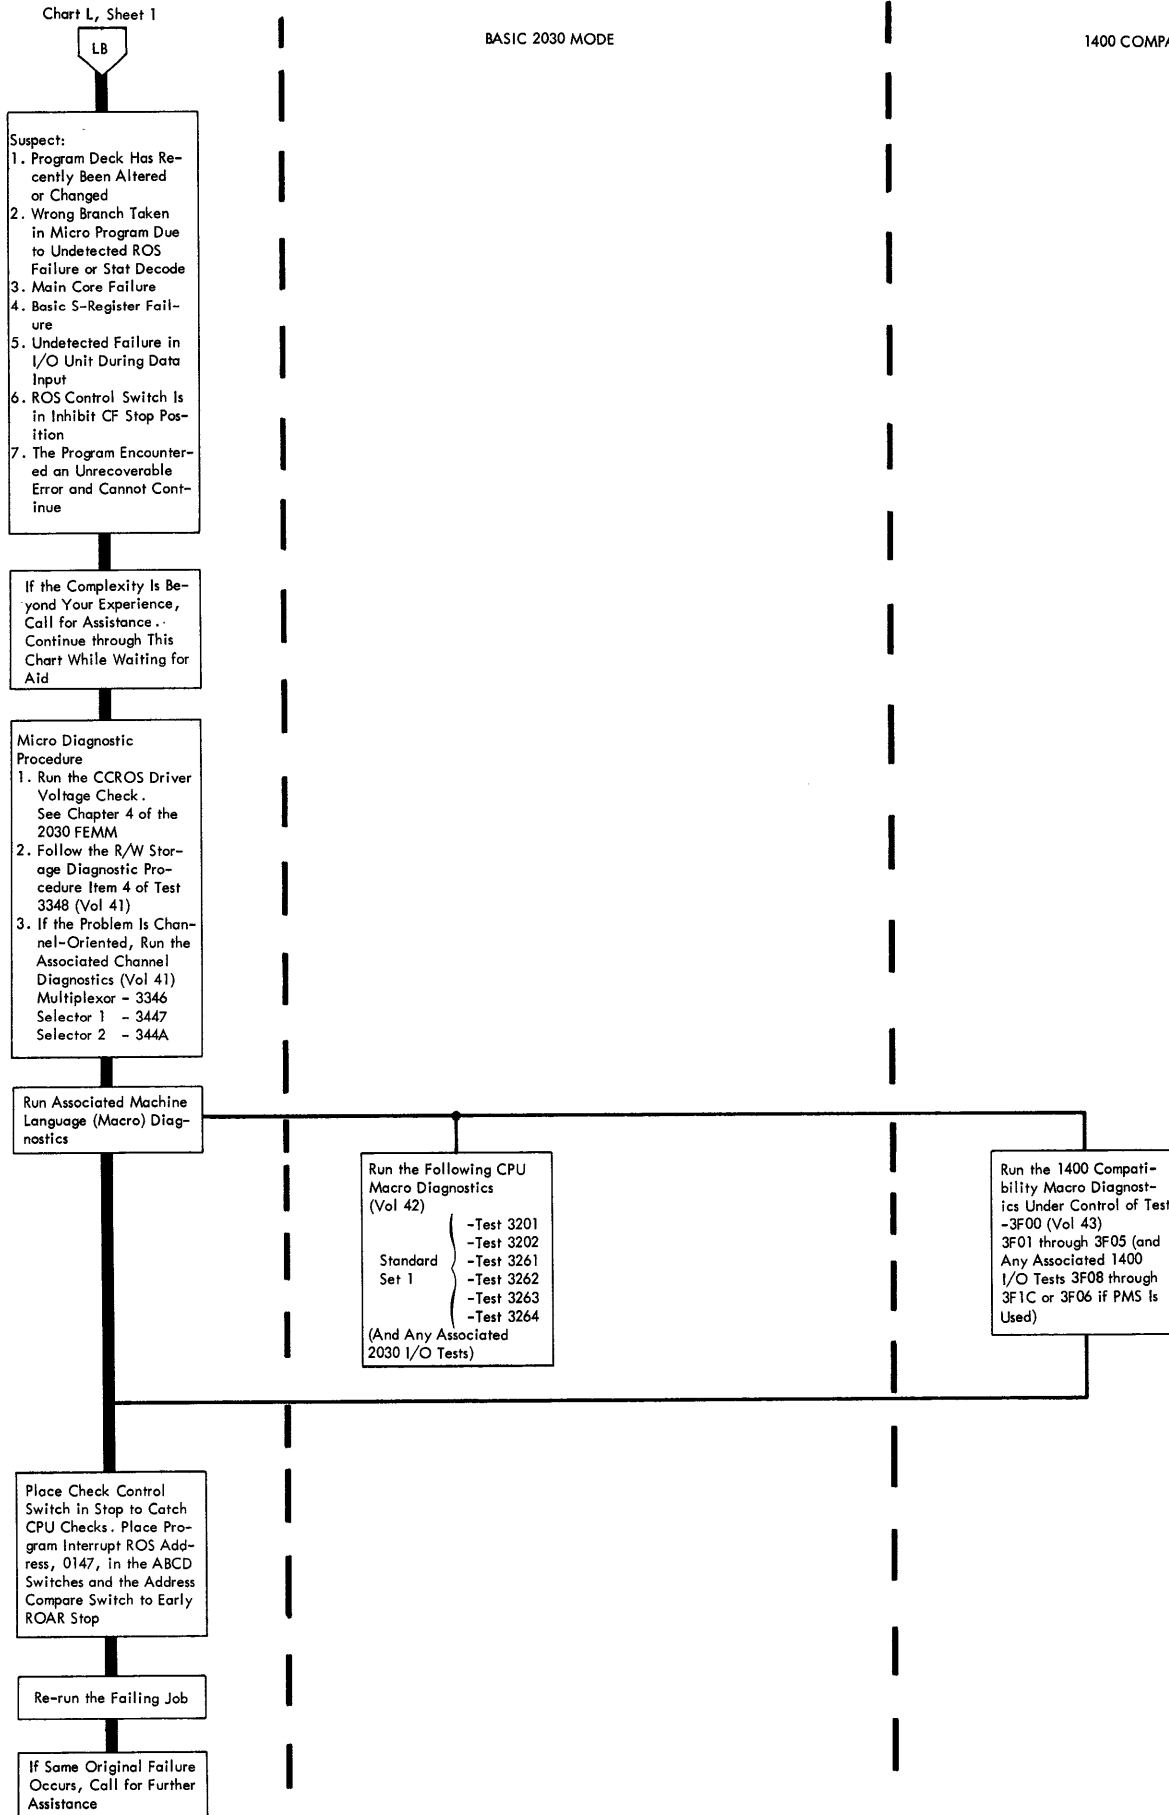 Chart L, Sheet 1
LB
BASIC 2030 MODE
1400 COMPA
Suspect:
1. Program Deck Has Re-
cently Been Altered
or Changed
2. Wrong Branch Taken
in Micro Program Due
to Undetected ROS
Failure or Stat Decode
3. Main Core Failure
4. Basic S-Register Fail-
ure
5. Undetected Failure in
I/O Unit During Data
Input
6. ROS Control Switch Is
in Inhibit CF Stop Pos-
ition
7. The Program Encounter-
ed an Unrecoverable
Error and Cannot Cont-
inue
If the Complexity Is Be-
yond Your Experience,
Call for Assistance.
Continue through This
Chart While Waiting for
Aid
Micro Diagnostic
Procedure
1. Run the CCROS Driver
Voltage Check.
See Chapter 4 of the
2030 FEMM
2. Follow the R/W Stor-
age Diagnostic Pro-
cedure Item 4 of Test
3348 (Vol 41)
3. If the Problem Is Chan-
nel-Oriented, Run the
Associated Channel
Diagnostics (Vol 41)
Multiplexor - 3346
Selector 1 - 3447
Selector 2 - 344A
Run Associated Machine
Language (Macro) Diag-
nostics
Run the Following CPU
Macro Diagnostics
(Vol 42)
Standard
Set 1
-Test 3201
-Test 3202
-Test 3261
-Test 3262
-Test 3263
-Test 3264
(And Any Associated
2030 I/O Tests)
Run the 1400 Compati-
bility Macro Diagnost-
ics Under Control of Test
-3F00 (Vol 43)
3F01 through 3F05 (and
Any Associated 1400
I/O Tests 3F08 through
3F1C or 3F06 if PMS Is
Used)
Place Check Control
Switch in Stop to Catch
CPU Checks. Place Pro-
gram Interrupt ROS Add-
ress, 0147, in the ABCD
Switches and the Address
Compare Switch to Early
ROAR Stop
Re-run the Failing Job
If Same Original Failure
Occurs, Call for Further
Assistance